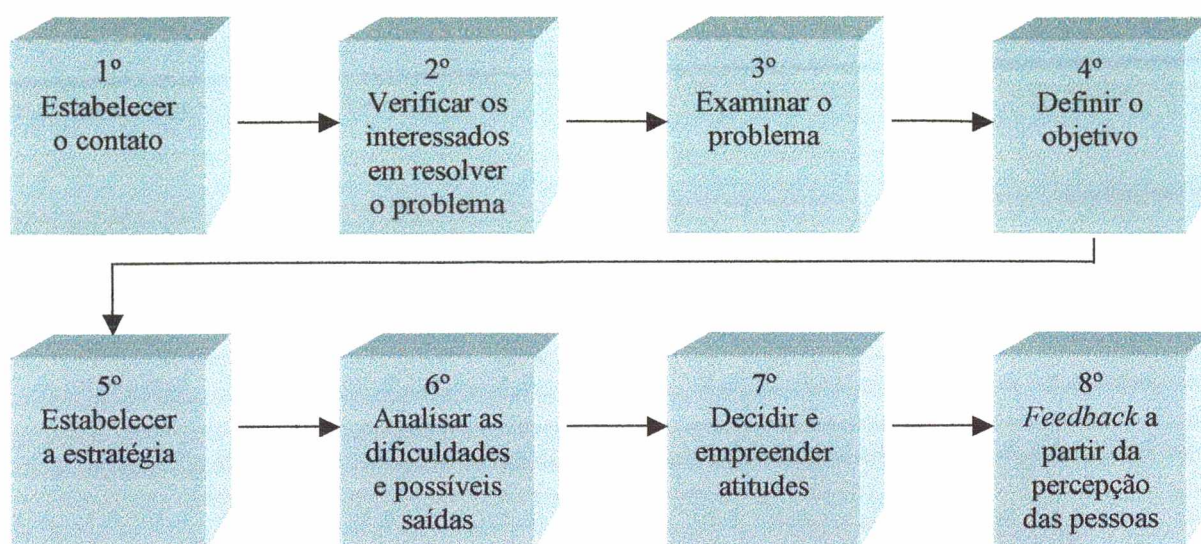 1º
Estabelecer
o contato
2º
Verificar os
interessados
em resolver
o problema
3º
Examinar o
problema
4º
Definir o
objetivo
5º
Estabelecer
a estratégia
6º
Analisar as
dificuldades
e possíveis
saídas
7º
Decidir e
empreender
atitudes
8º
Feedback a
partir da
percepção
das pessoas